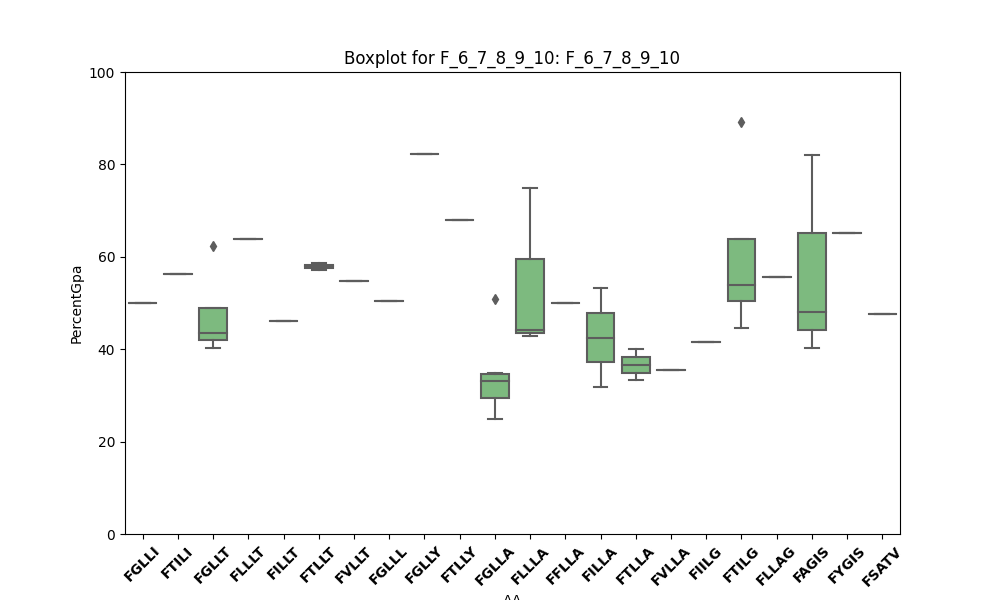 Boxplot for F_6_7_8_9_10: F_6_7_8_9_10
PercentGpa
100
80
60
40
20
0
FGLLI
FTILI
FGLLT
FLLLT
FILLT
FTLLT
FVLLT
FGLLL
FGLLY
FTLLY
FGLLA
FLLLA
FFLLA
FILLA
FTLLA
FVLLA
FIILG
FTILG
FLLAG
FAGIS
FYGIS
FSATV
AA